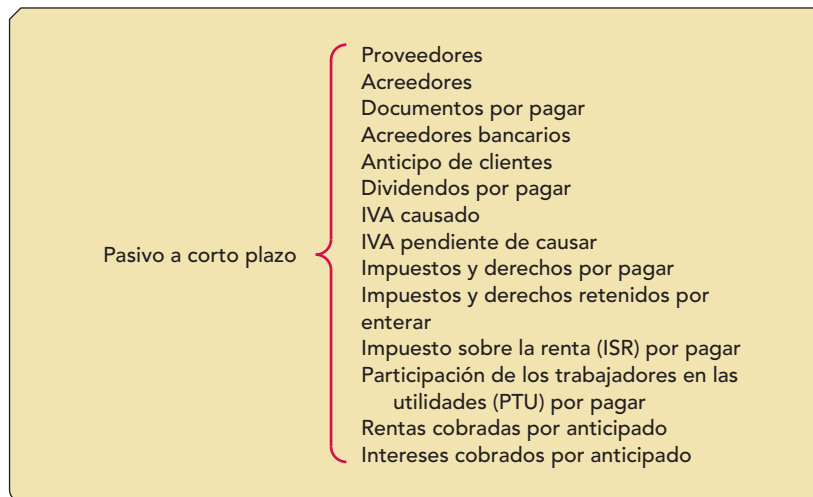 Pasivo a corto plazo
Proveedores
Acreedores
Documentos por pagar
Acreedores bancarios
Anticipo de clientes
Dividendos por pagar
IVA causado
IVA pendiente de causar
Impuestos y derechos por pagar
Impuestos y derechos retenidos por
enterar
Impuesto sobre la renta (ISR) por pagar
Participación de los trabajadores en las
utilidades (PTU) por pagar
Rentas cobradas por anticipado
Intereses cobrados por anticipado